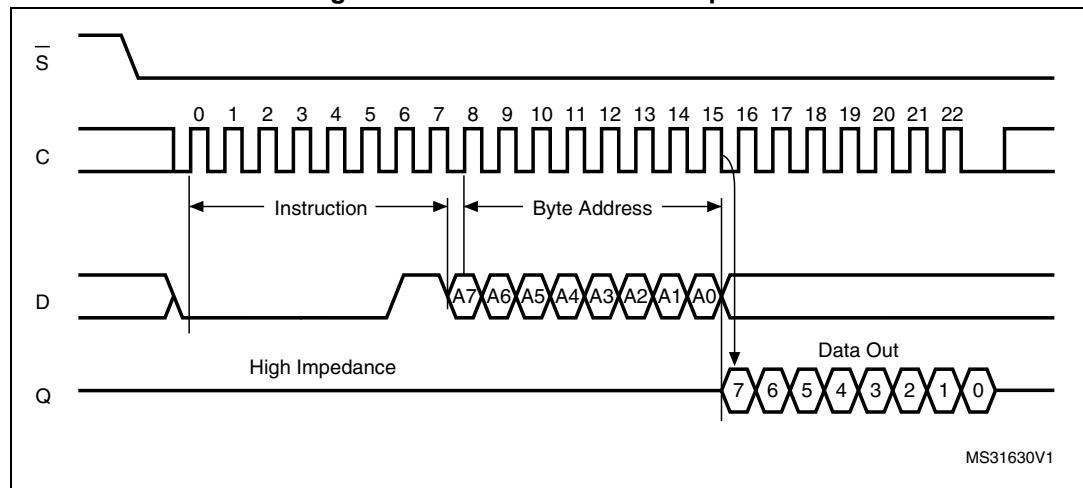 S
0 1 2 3 4 5 6 7 8 9 10 11 12 13 14 15 16 17 18 19 20 21 22
C
Instruction
Byte Address
D
A7 A6 A5 A4 A3 A2 A1 A0
High Impedance
Data Out
Q
7 6 5 4 3 2 1 0
MS31630V1